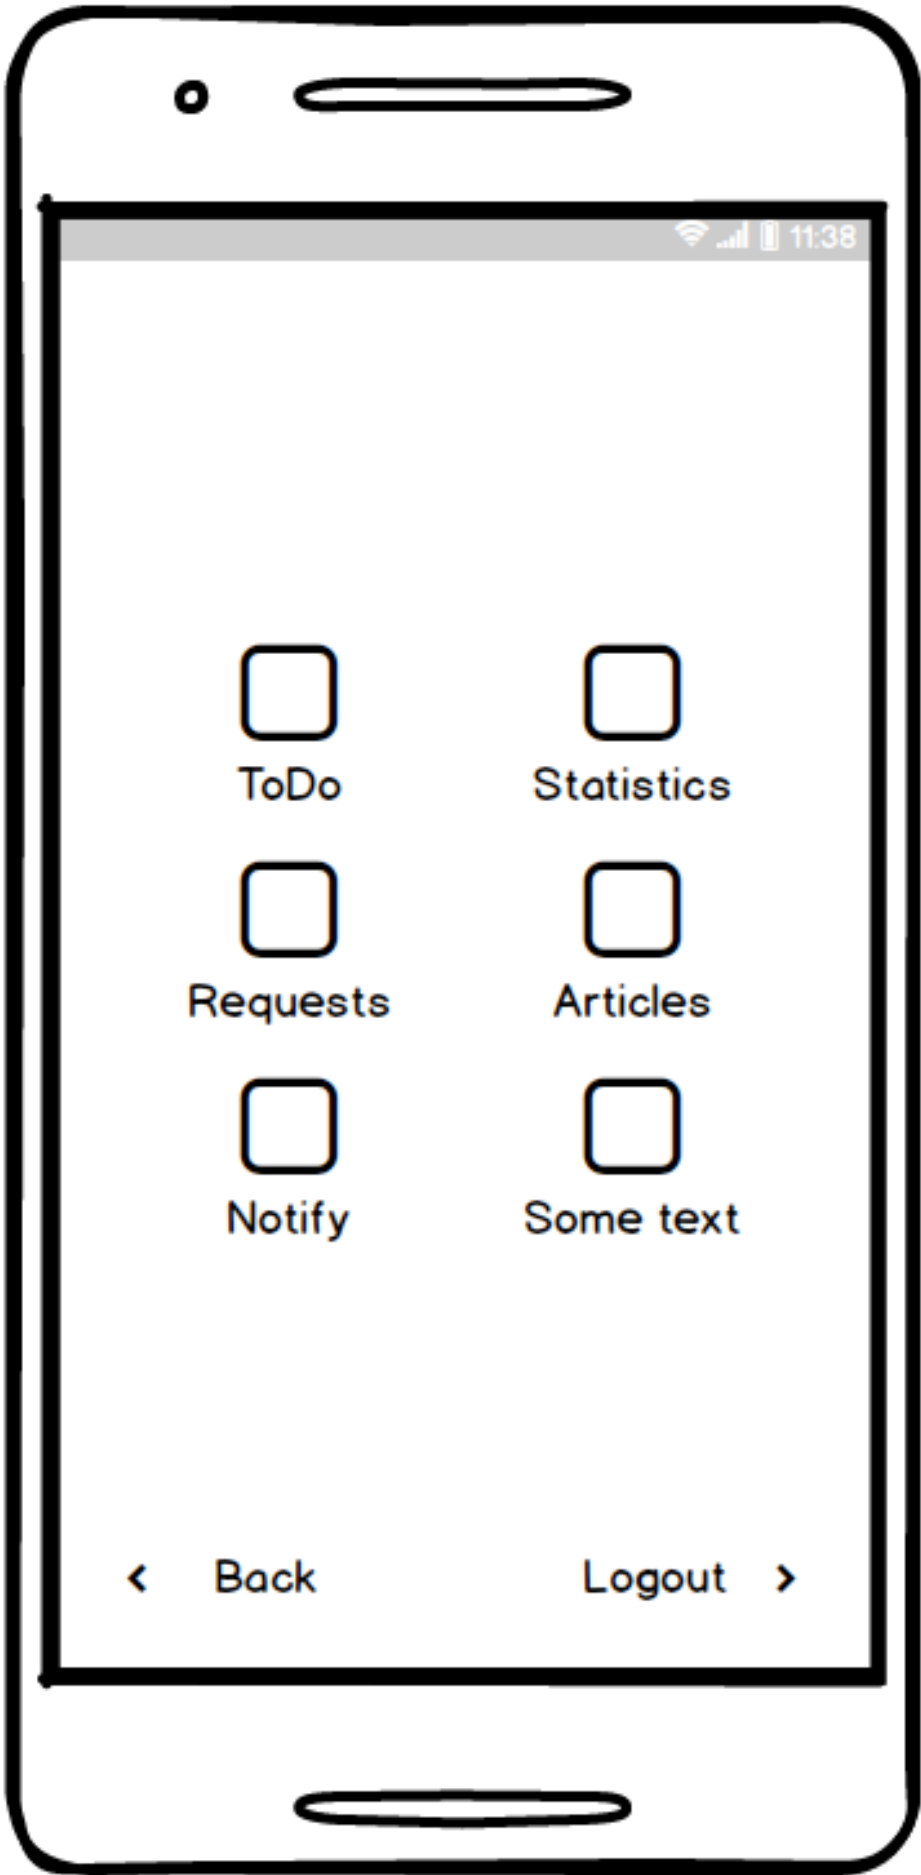 11:38
ToDo Statistics
Requests Articles
Notify Some text
< Back Logout >